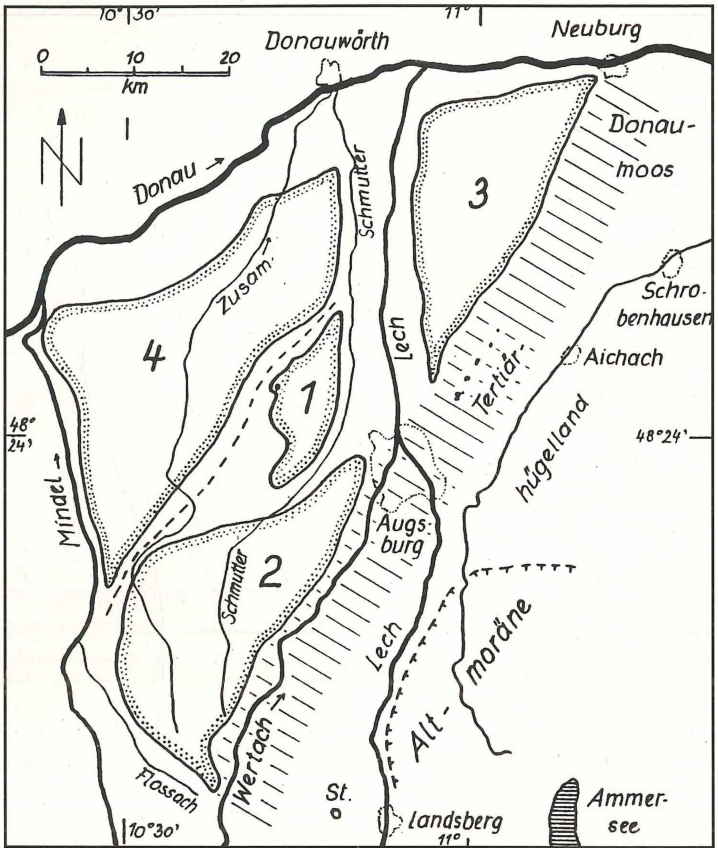 10° 30'
11°
Neuburg
Donauwörth
0 10 20
km
N
Donau →
Donau-
moos
Schmutter
3
Zusam. →
Schro-
benhausen
4
Lech
1
Tertiär-
Aichach
48°
24'
48°24'
hügelland
Mindel →
Augs-
burg
2
Schmutter
Lech
Alt-
moräne
Wertach →
Flossach
St.
Ammer-
see
10°30'
Landsberg
11°